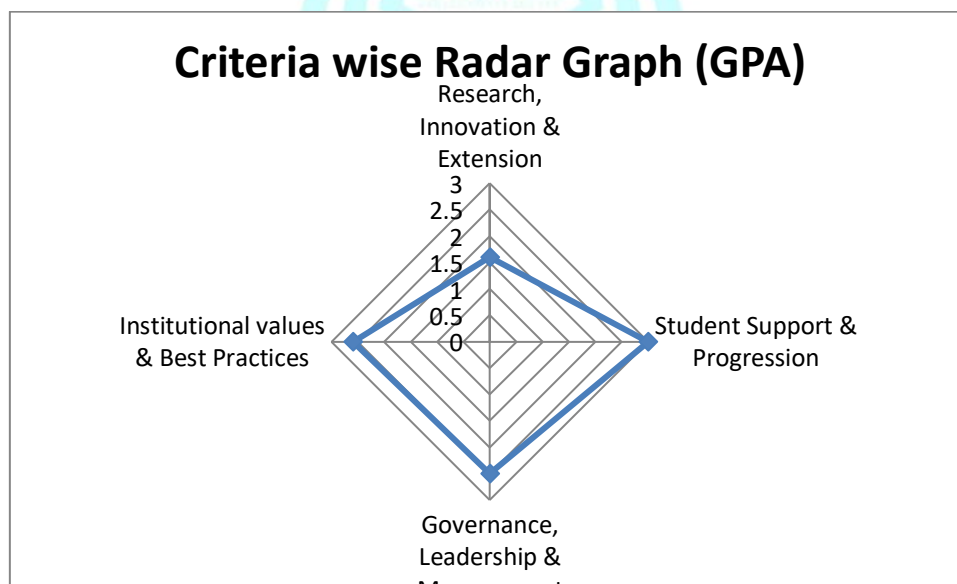 Criteria wise Radar Graph (GPA)
Research,
Innovation &
Extension
3
2.5
2
1.5
1
0.5
0
Institutional values
& Best Practices
Student Support &
Progression
Governance,
Leadership &